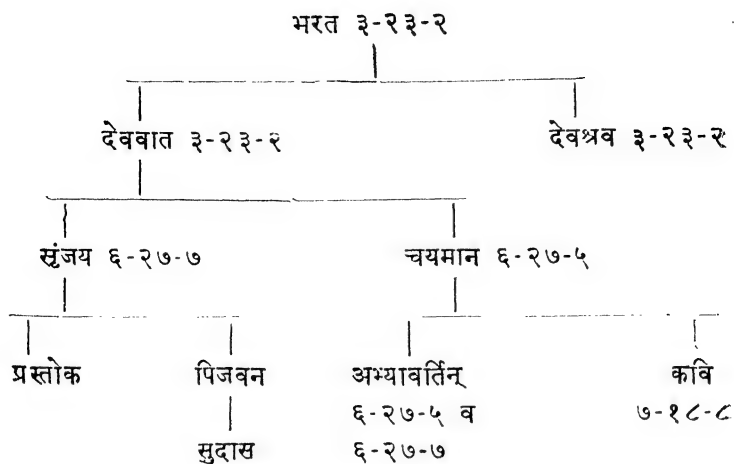 भरत ३-२३-२
देववात ३-२३-२ देवश्रव ३-२३-२
सृंजय ६-२७-७ चयमान ६-२७-५
प्रस्तोक पिजवन अभ्यावर्तिन् कवि
६-२७-५ व ७-१८-८
सुदास ६-२७-७